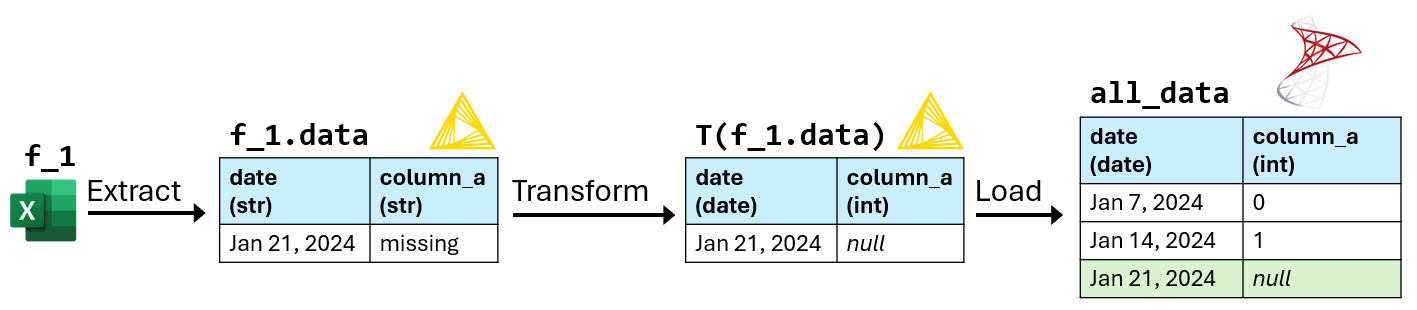 f_1
X
Extract
f_1.data
date (str)
column_a (str)
Jan 21, 2024
missing
Transform
T(f_1.data)
date (date)
column_a (int)
Jan 21, 2024
null
Load
all_data
date (date)
column_a (int)
Jan 7, 2024
0
Jan 14, 2024
1
Jan 21, 2024
null